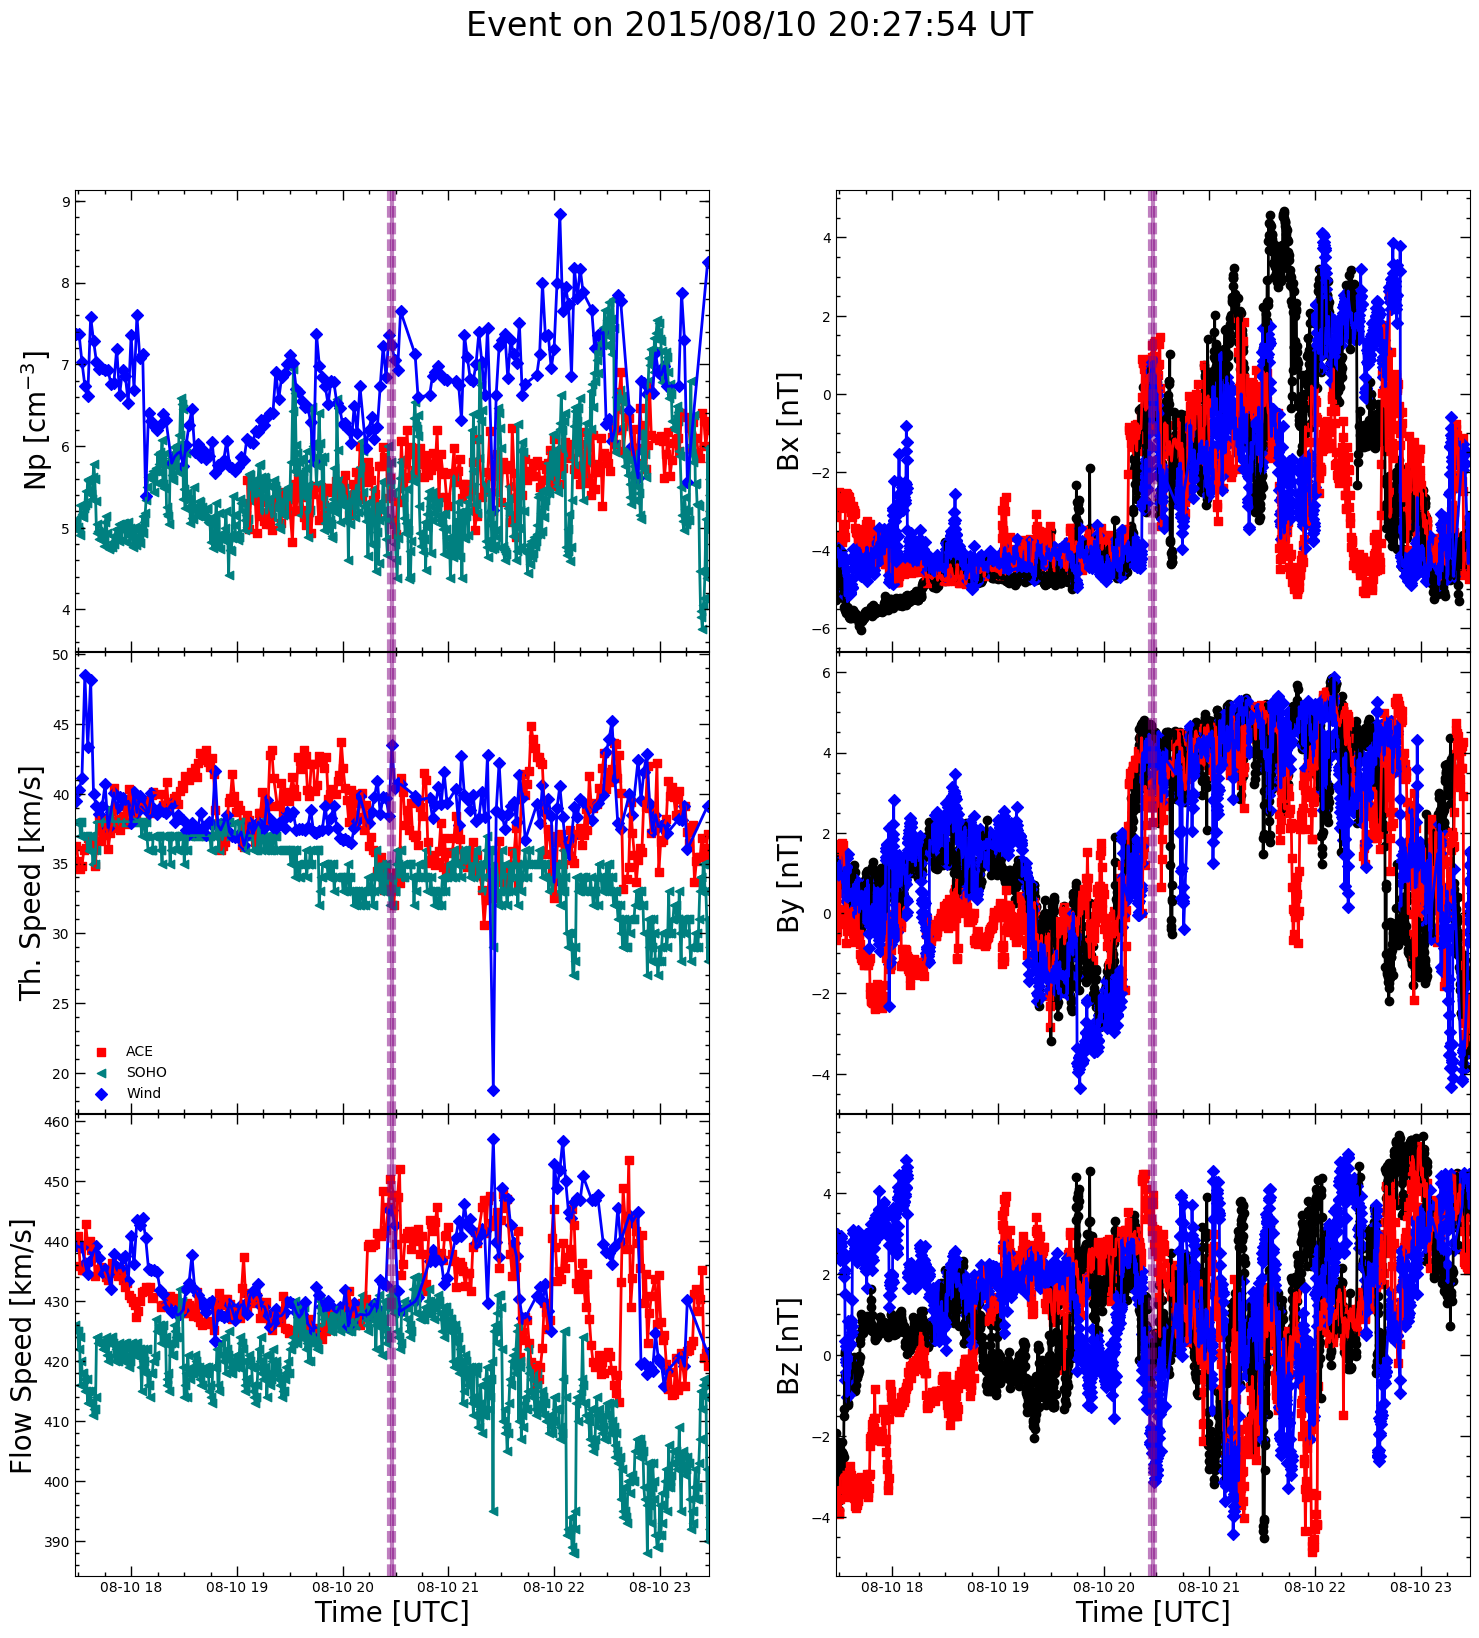 Event on 2015/08/10 20:27:54 UT
Np [cm⁻³]
9
8
7
6
5
4
Th. Speed [km/s]
50
45
40
35
30
25
20
ACE
SOHO
Wind
Flow Speed [km/s]
460
450
440
430
420
410
400
390
08-10 18 08-10 19 08-10 20 08-10 21 08-10 22 08-10 23
Time [UTC]
Bx [nT]
4
2
0
−2
−4
−6
By [nT]
6
4
2
0
−2
−4
Bz [nT]
4
2
0
−2
−4
08-10 18 08-10 19 08-10 20 08-10 21 08-10 22 08-10 23
Time [UTC]